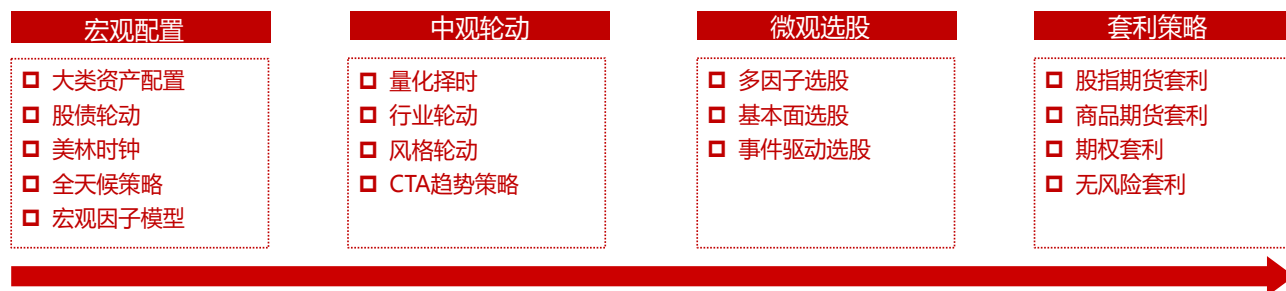 宏观配置
大类资产配置
股债轮动
美林时钟
全天候策略
宏观因子模型
中观轮动
量化择时
行业轮动
风格轮动
CTA趋势策略
微观选股
多因子选股
基本面选股
事件驱动选股
套利策略
股指期货套利
商品期货套利
期权套利
无风险套利